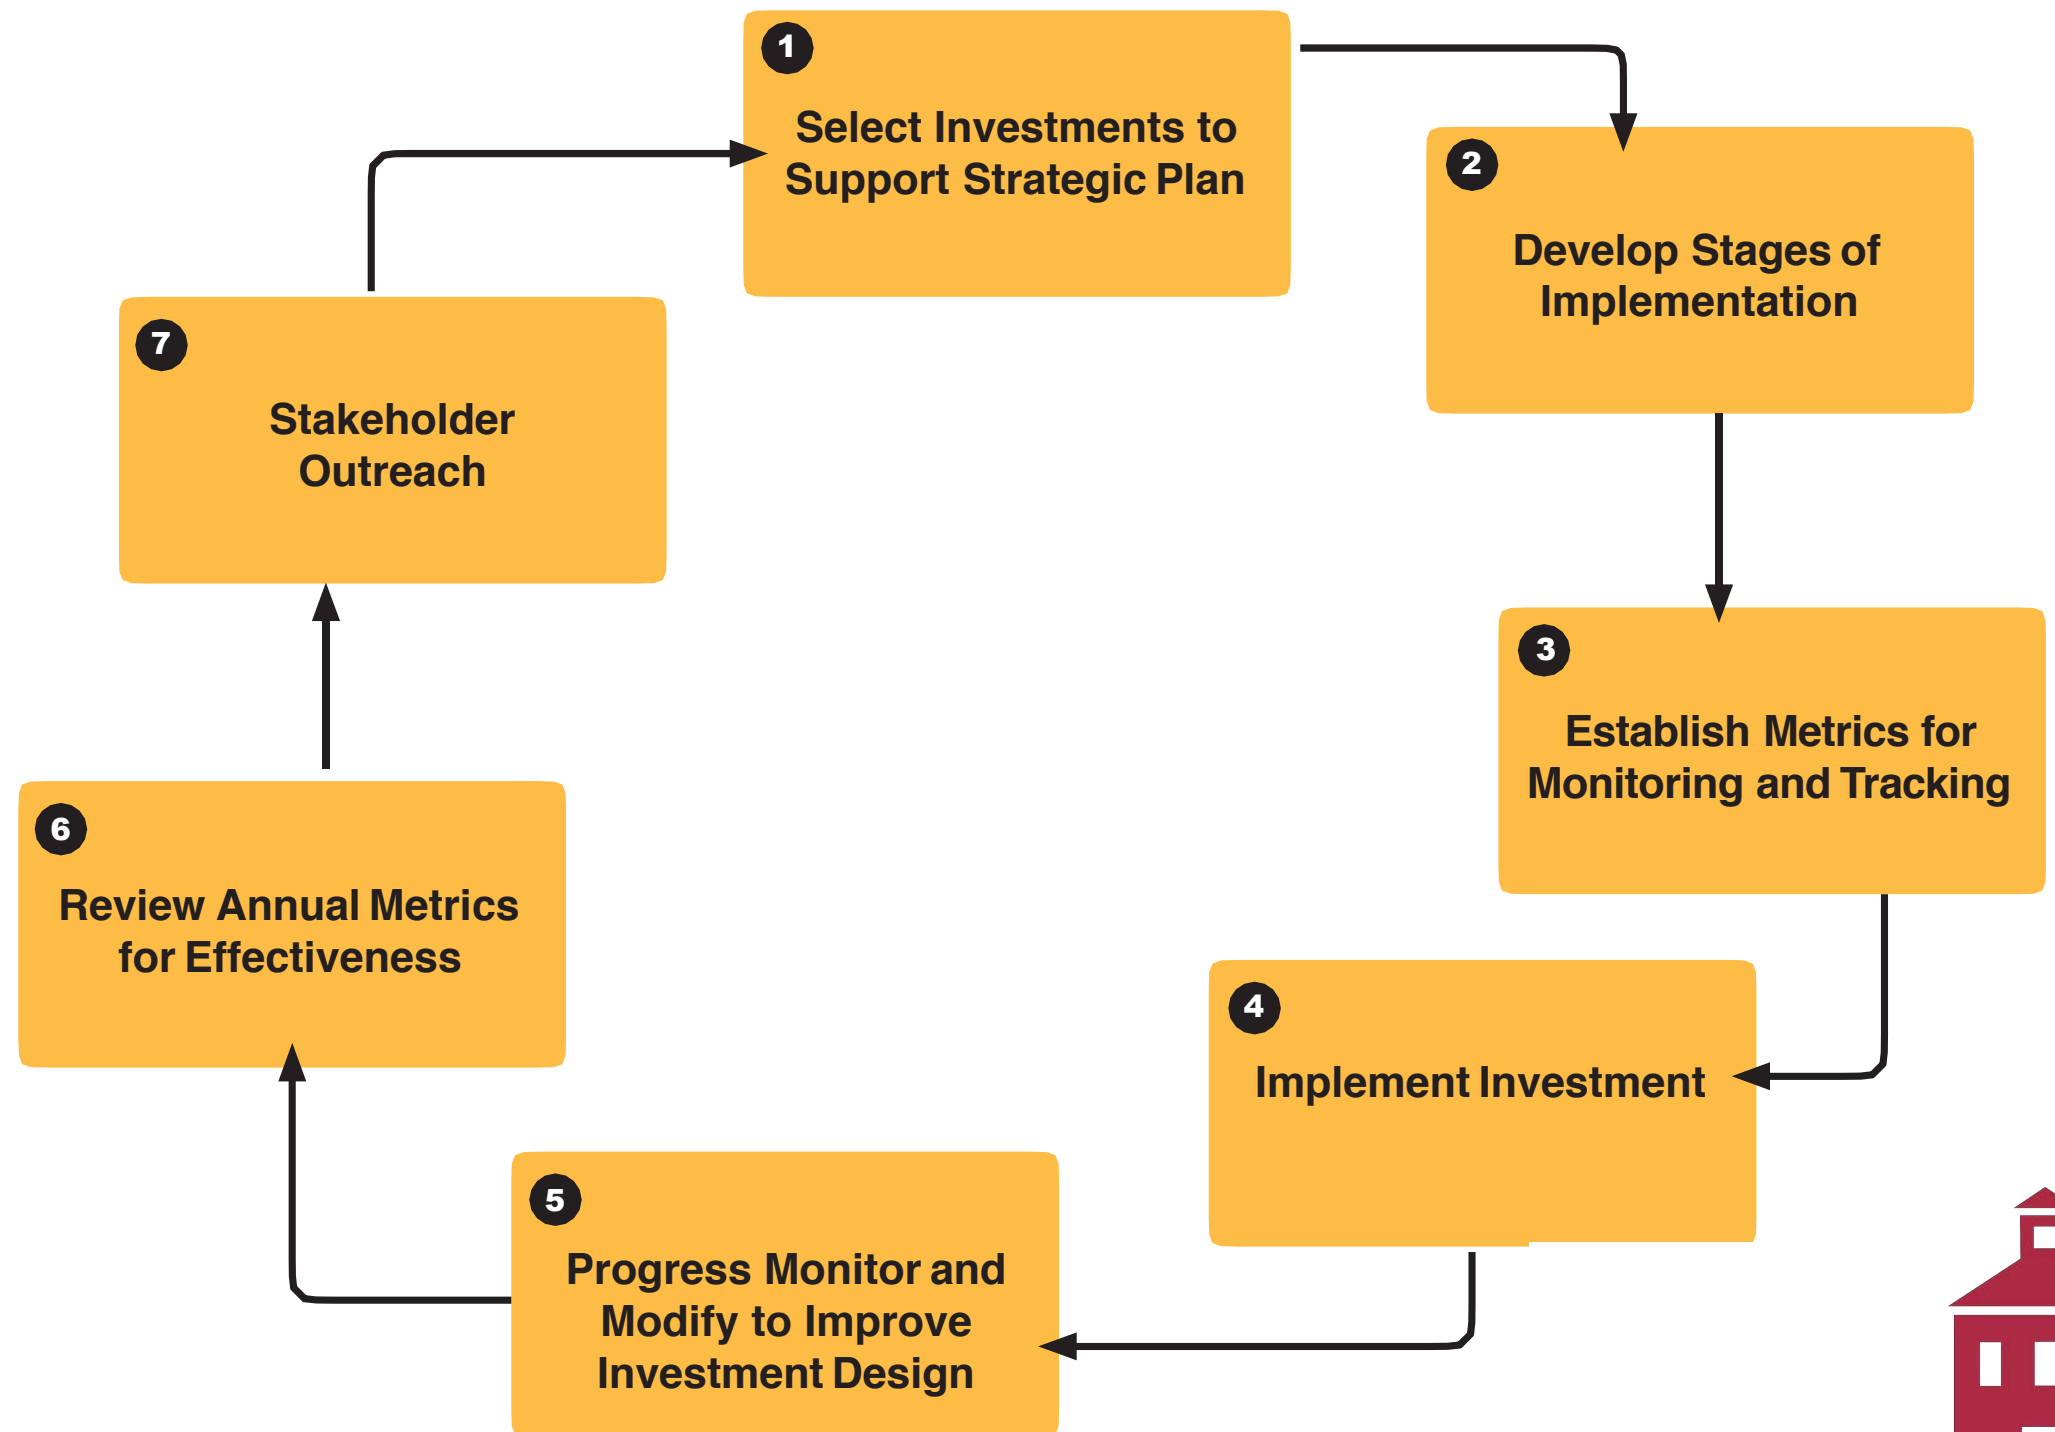 1
Select Investments to
Support Strategic Plan
2
Develop Stages of
Implementation
3
Establish Metrics for
Monitoring and Tracking
4
Implement Investment
5
Progress Monitor and
Modify to Improve
Investment Design
6
Review Annual Metrics
for Effectiveness
7
Stakeholder
Outreach